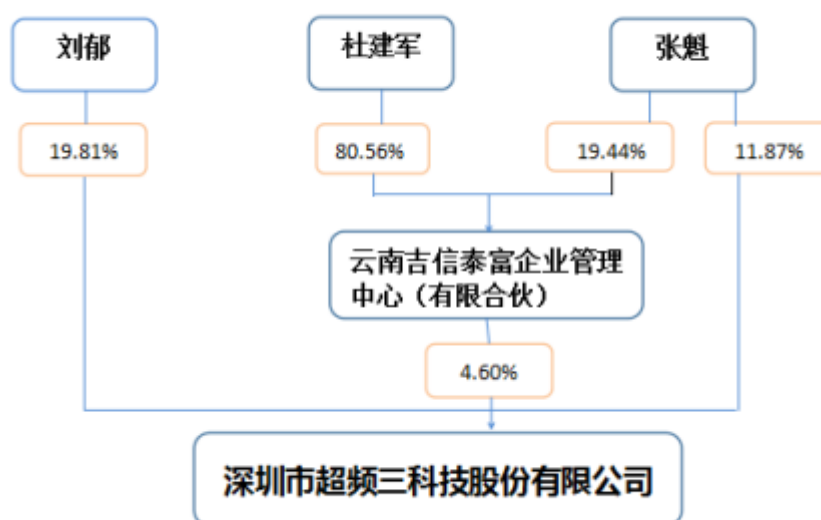 刘郁
杜建军
张魁
19.81%
80.56%
19.44%
11.87%
云南吉信泰富企业管理
中心（有限合伙）
4.60%
深圳市超频三科技股份有限公司